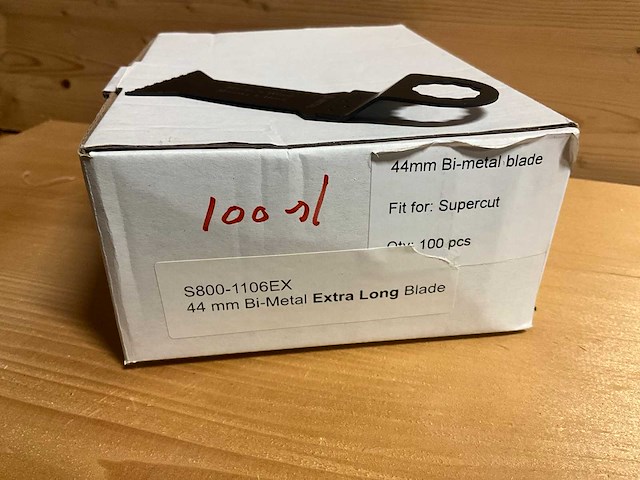 44mm Bi-metal blade
Fit for: Supercut
Qty: 100 pcs
100 st
S800-1106EX
44 mm Bi-Metal Extra Long Blade